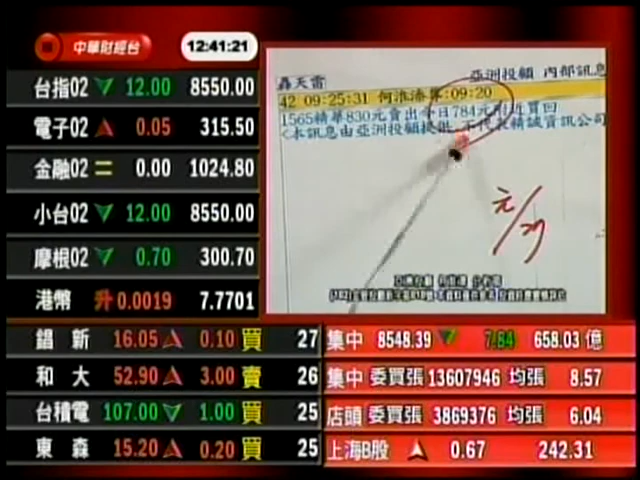 中華財經台
12:41:21
台指02 12.00 8550.00
電子02 0.05 315.50
金融02 0.00 1024.80
小台02 12.00 8550.00
摩根02 0.70 300.70
港幣 升 0.0019 7.7701
轟天雷
亞洲投顧 內部訊息
42 09:25:31 何淮溱專:09:20
1565精華830元賣出今日784元附近買回
<本訊息由亞洲投顧提供,不代表精誠資訊公司
元/27
錩新 16.05 0.10 買 27
和大 52.90 3.00 賣 26
台積電 107.00 1.00 買 25
東森 15.20 0.20 買 25
集中 8548.39 7.84 658.03 億
集中 委買張 13607946 均張 8.57
店頭 委買張 3869376 均張 6.04
上海B股 0.67 242.31